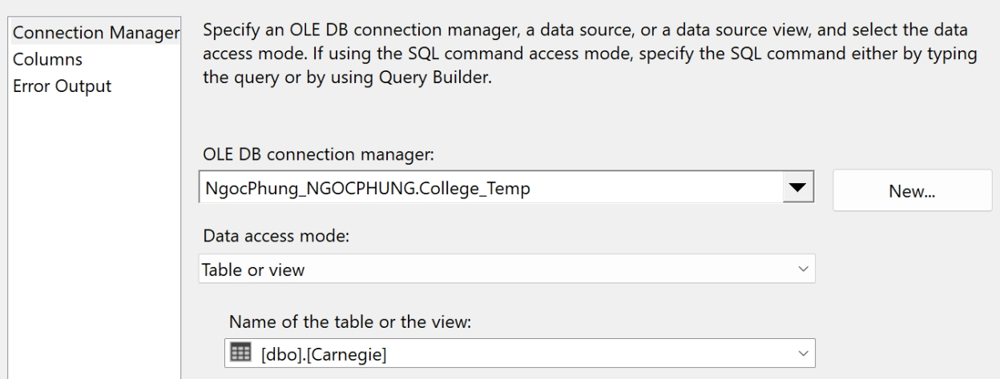 Connection Manager
Columns
Error Output
Specify an OLE DB connection manager, a data source, or a data source view, and select the data
access mode. If using the SQL command access mode, specify the SQL command either by typing
the query or by using Query Builder.
OLE DB connection manager:
NgocPhung_NGOCPHUNG.College_Temp
New...
Data access mode:
Table or view
Name of the table or the view:
[dbo].[Carnegie]